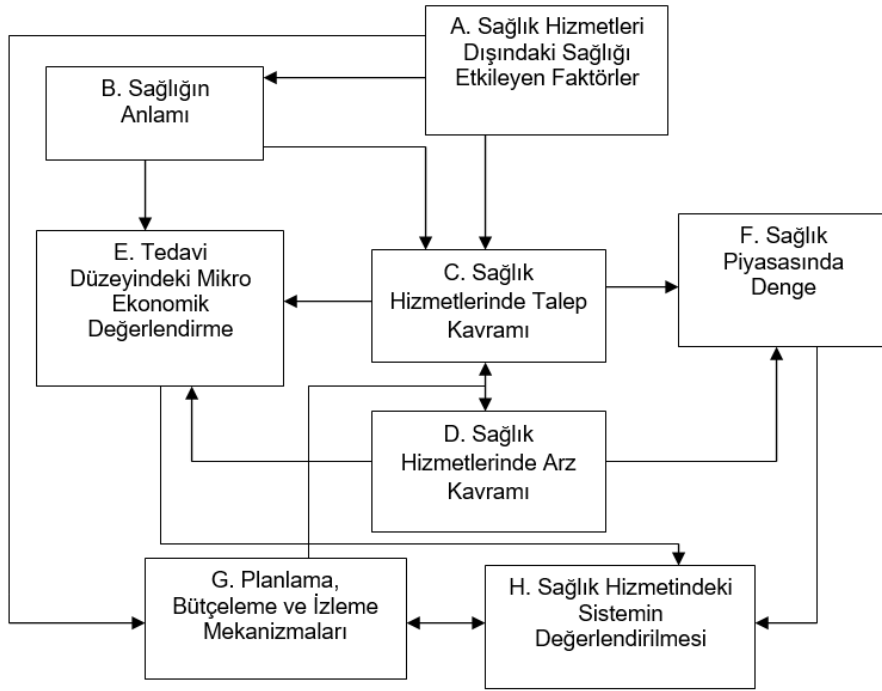 A. Sağlık Hizmetleri
Dışındaki Sağlığı
Etkileyen Faktörler
B. Sağlığın
Anlamı
E. Tedavi
Düzeyindeki Mikro
Ekonomik
Değerlendirme
C. Sağlık
Hizmetlerinde Talep
Kavramı
F. Sağlık
Piyasasında
Denge
D. Sağlık
Hizmetlerinde Arz
Kavramı
G. Planlama,
Bütçeleme ve İzleme
Mekanizmaları
H. Sağlık Hizmetindeki
Sistemin
Değerlendirilmesi